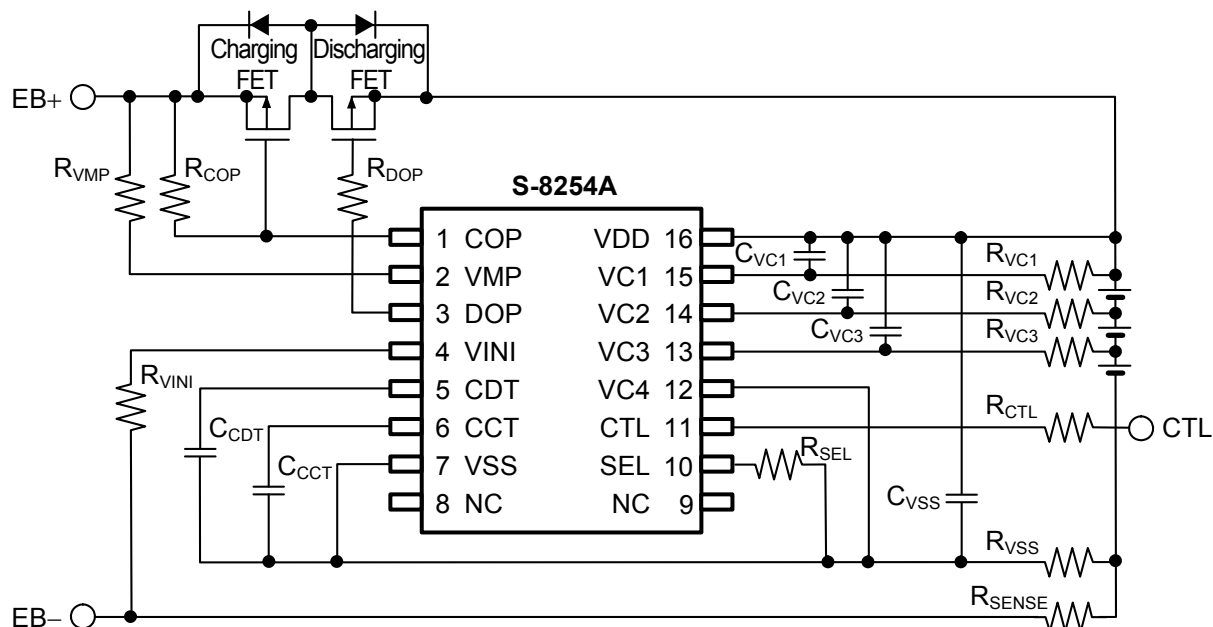 Charging Discharging
FET FET
EB+
RVMP RCOP RDOP
S-8254A
1 COP VDD 16
2 VMP VC1 15
3 DOP VC2 14
4 VINI VC3 13
5 CDT VC4 12
6 CCT CTL 11
7 VSS SEL 10
8 NC NC 9
CVC1 RVC1
CVC2 RVC2
CVC3 RVC3
RVINI
RCTL CTL
CCDT
RSEL
CCCT
CVSS
RVSS
RSENSE
EB−